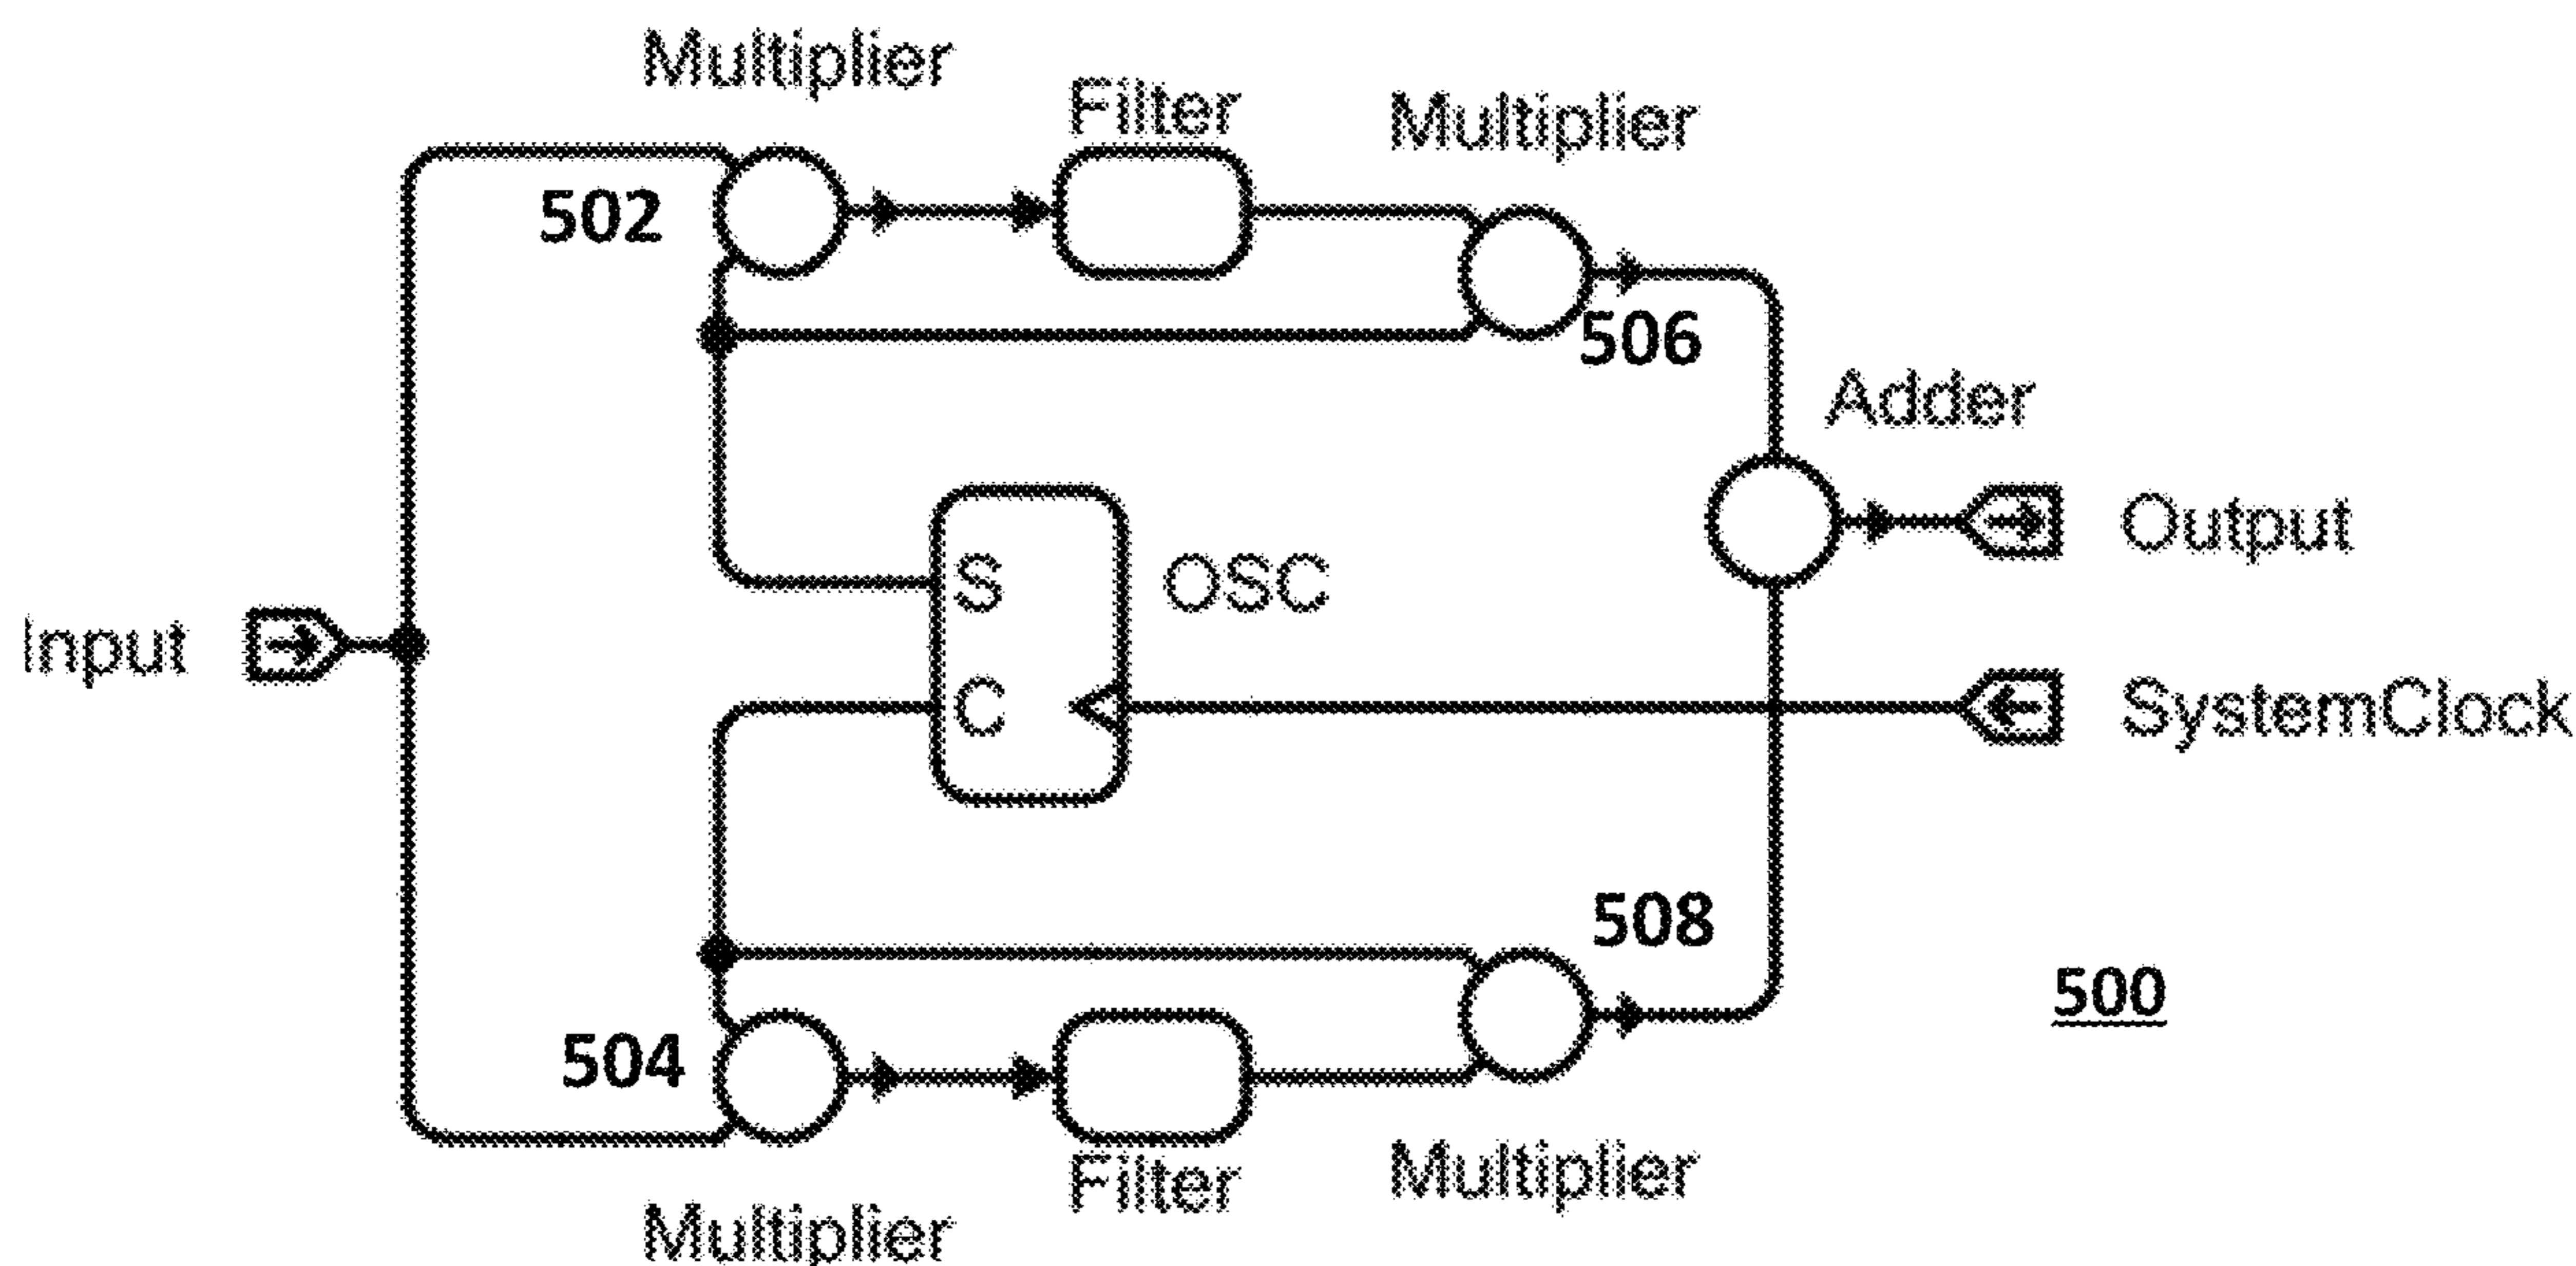 Multiplier
Filter
Multiplier
502
506
Adder
Output
S
OSC
Input
C
SystemClock
508
500
504
Filter
Multiplier
Multiplier